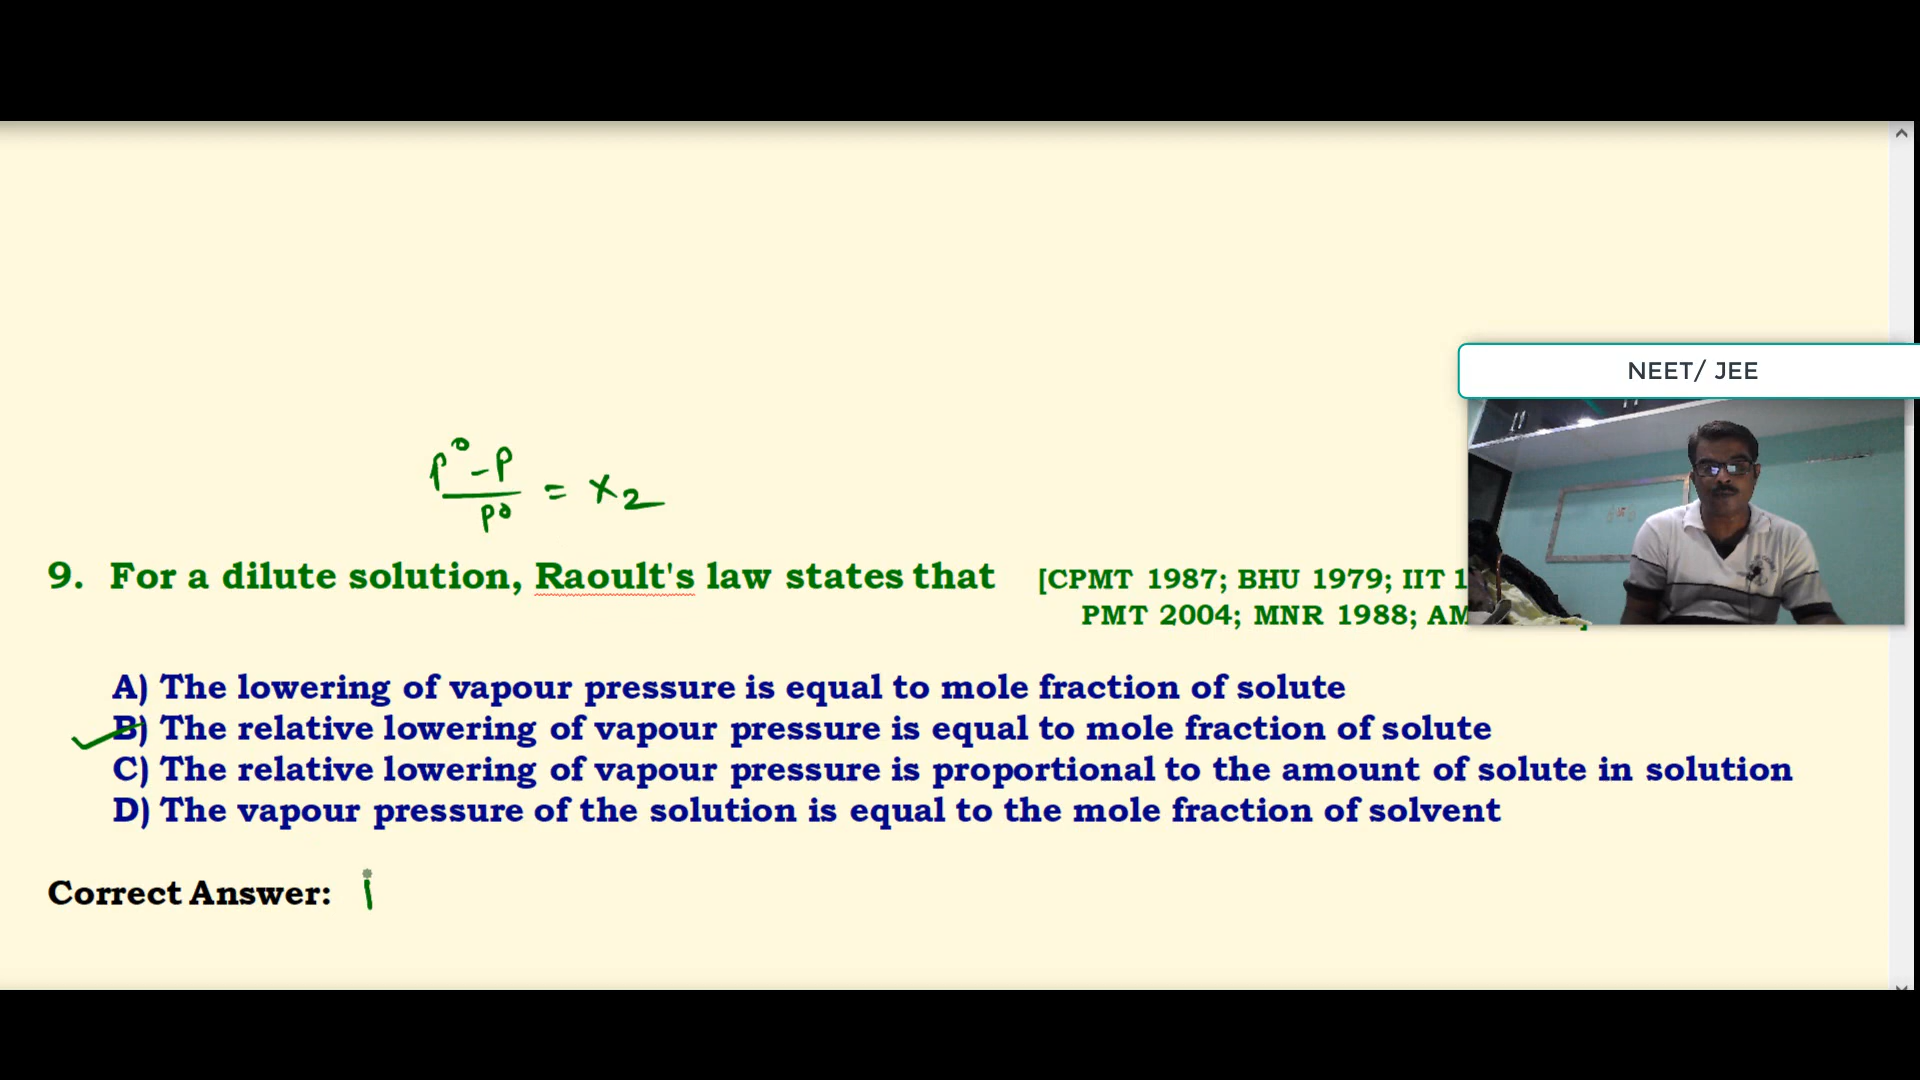 NEET/ JEE
p⁰ - p
p⁰
= x₂
9. For a dilute solution, Raoult's law states that [CPMT 1987; BHU 1979; IIT 1
PMT 2004; MNR 1988; AM
A) The lowering of vapour pressure is equal to mole fraction of solute
B) The relative lowering of vapour pressure is equal to mole fraction of solute
C) The relative lowering of vapour pressure is proportional to the amount of solute in solution
D) The vapour pressure of the solution is equal to the mole fraction of solvent
Correct Answer: